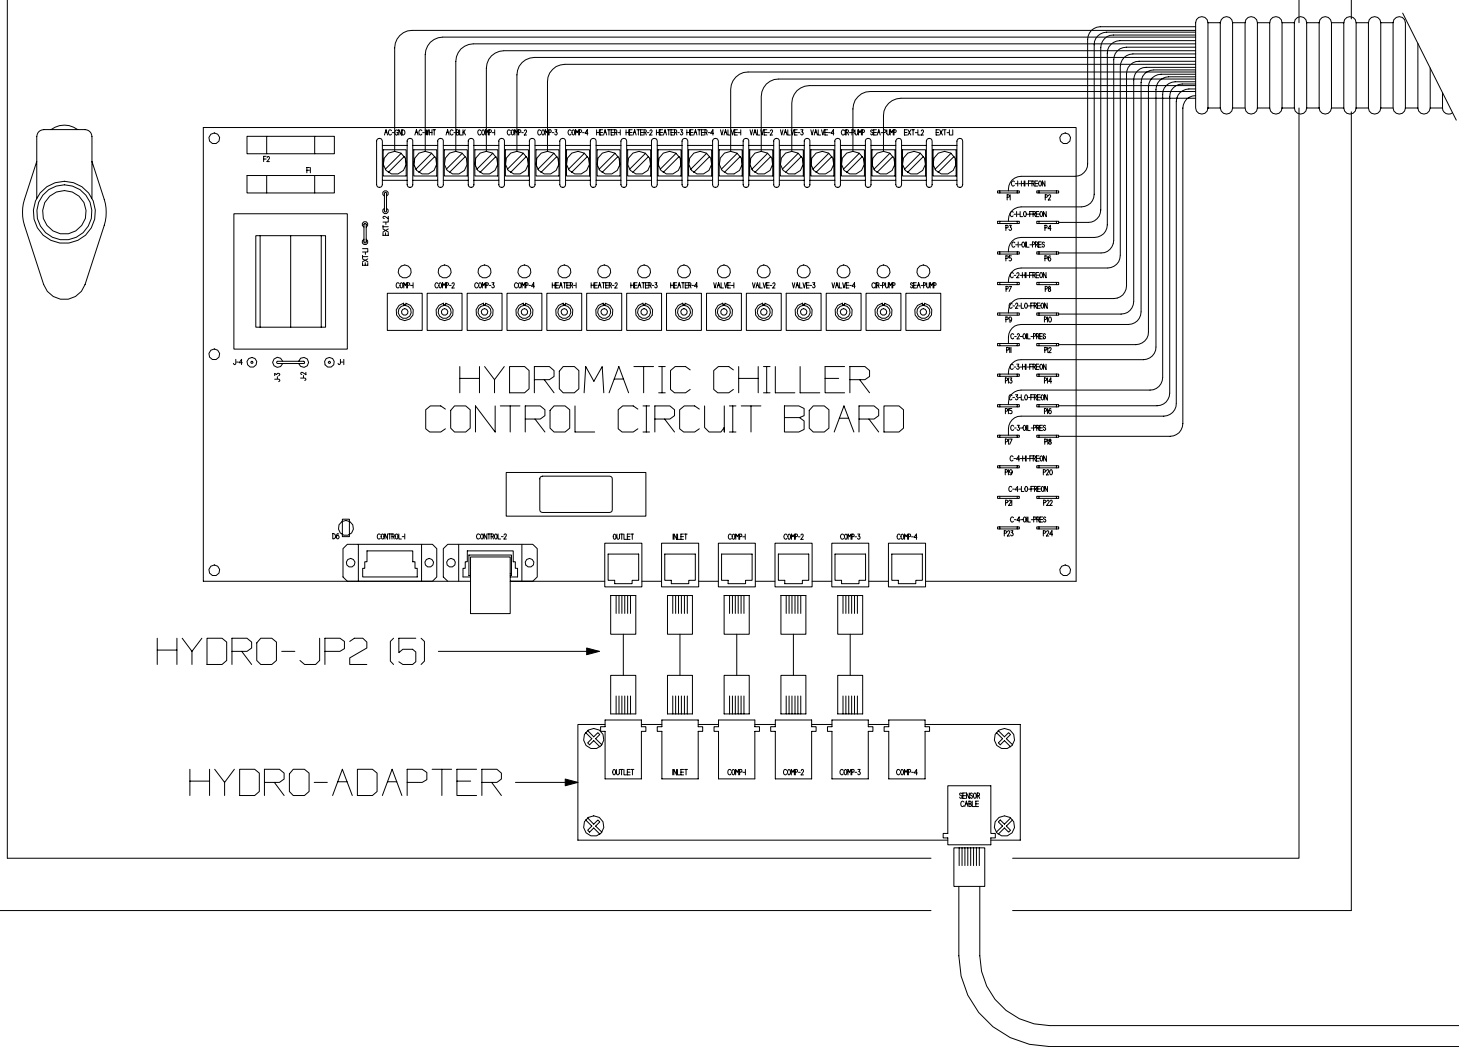 AC-GND AC-WHT AC-BLK COMP-1 COMP-2 COMP-3 COMP-4 HEATER-1 HEATER-2 HEATER-3 HEATER-4 VALVE-1 VALVE-2 VALVE-3 VALVE-4 CIR-PUMP SEA-PUMP EXT-L2 EXT-L1
F2
F1
EXT-L2
EXT-L1
C-1-HI-FREON
P1 P2
C-1-LO-FREON
P3 P4
C-1-OIL-PRES
P5 P6
C-2-HI-FREON
P7 P8
C-2-LO-FREON
P9 P10
C-2-OIL-PRES
P11 P12
C-3-HI-FREON
P13 P14
C-3-LO-FREON
P15 P16
C-3-OIL-PRES
P17 P18
C-4-HI-FREON
P19 P20
C-4-LO-FREON
P21 P22
C-4-OIL-PRES
P23 P24
COMP-1 COMP-2 COMP-3 COMP-4 HEATER-1 HEATER-2 HEATER-3 HEATER-4 VALVE-1 VALVE-2 VALVE-3 VALVE-4 CIR-PUMP SEA-PUMP
J-4 J-3 J-2 J-1
HYDROMATIC CHILLER
CONTROL CIRCUIT BOARD
D6
CONTROL-1 CONTROL-2 OUTLET INLET COMP-1 COMP-2 COMP-3 COMP-4
HYDRO-JP2 (5)
HYDRO-ADAPTER
OUTLET INLET COMP-1 COMP-2 COMP-3 COMP-4
SENSOR
CABLE